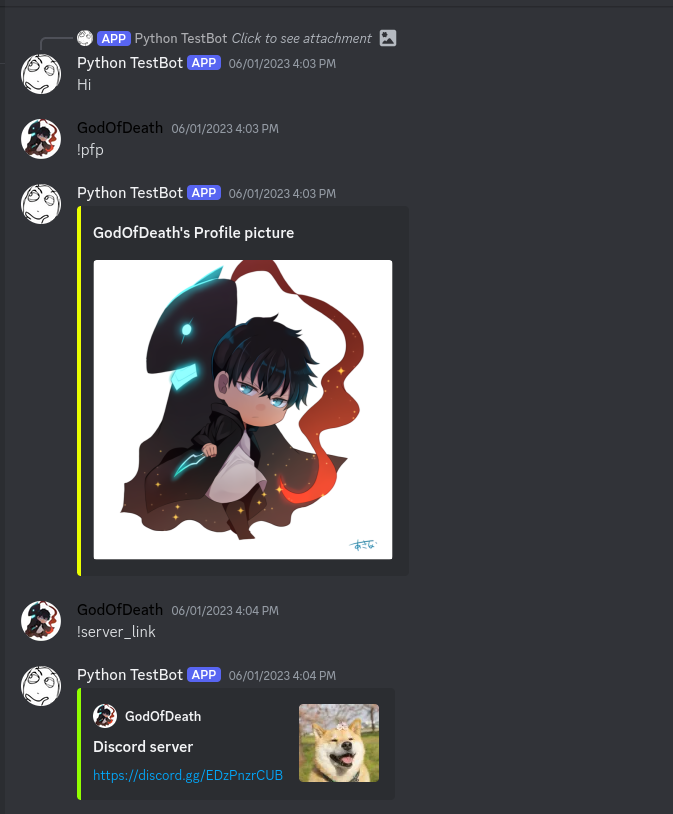 APP Python TestBot Click to see attachment
Python TestBot APP 06/01/2023 4:03 PM
Hi
GodOfDeath 06/01/2023 4:03 PM
!pfp
Python TestBot APP 06/01/2023 4:03 PM
GodOfDeath's Profile picture
GodOfDeath 06/01/2023 4:04 PM
!server_link
Python TestBot APP 06/01/2023 4:04 PM
GodOfDeath
Discord server
https://discord.gg/EDzPnzrCUB